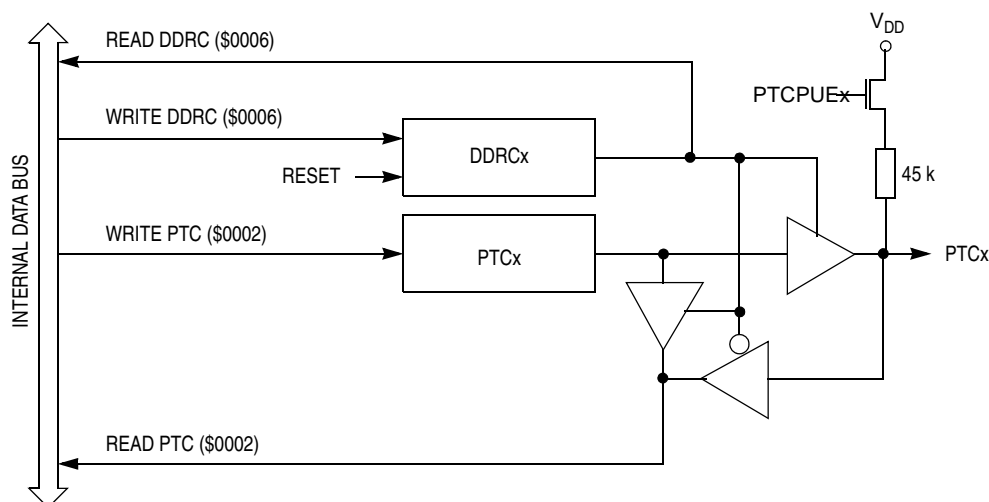 READ DDRC ($0006)
V_DD
PTCPUEx
WRITE DDRC ($0006)
DDRCx
RESET
45 k
INTERNAL DATA BUS
WRITE PTC ($0002)
PTCx
PTCx
READ PTC ($0002)